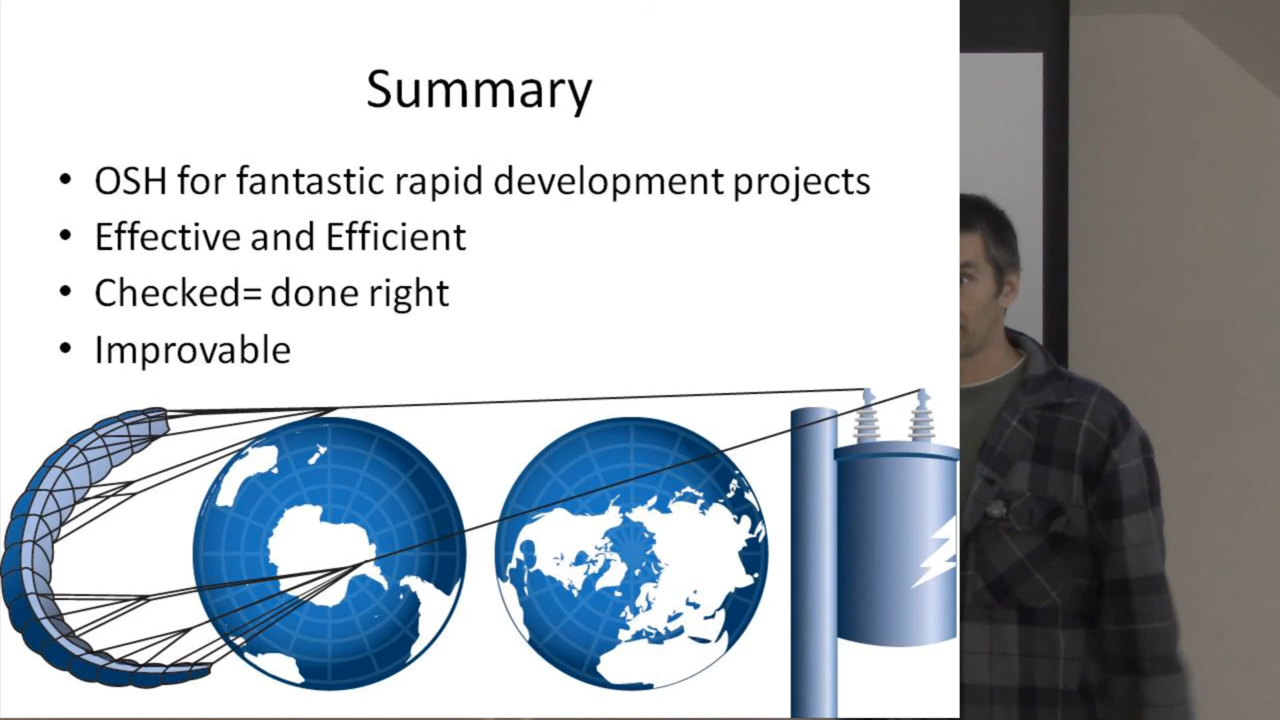 Summary
• OSH for fantastic rapid development projects
• Effective and Efficient
• Checked= done right
• Improvable